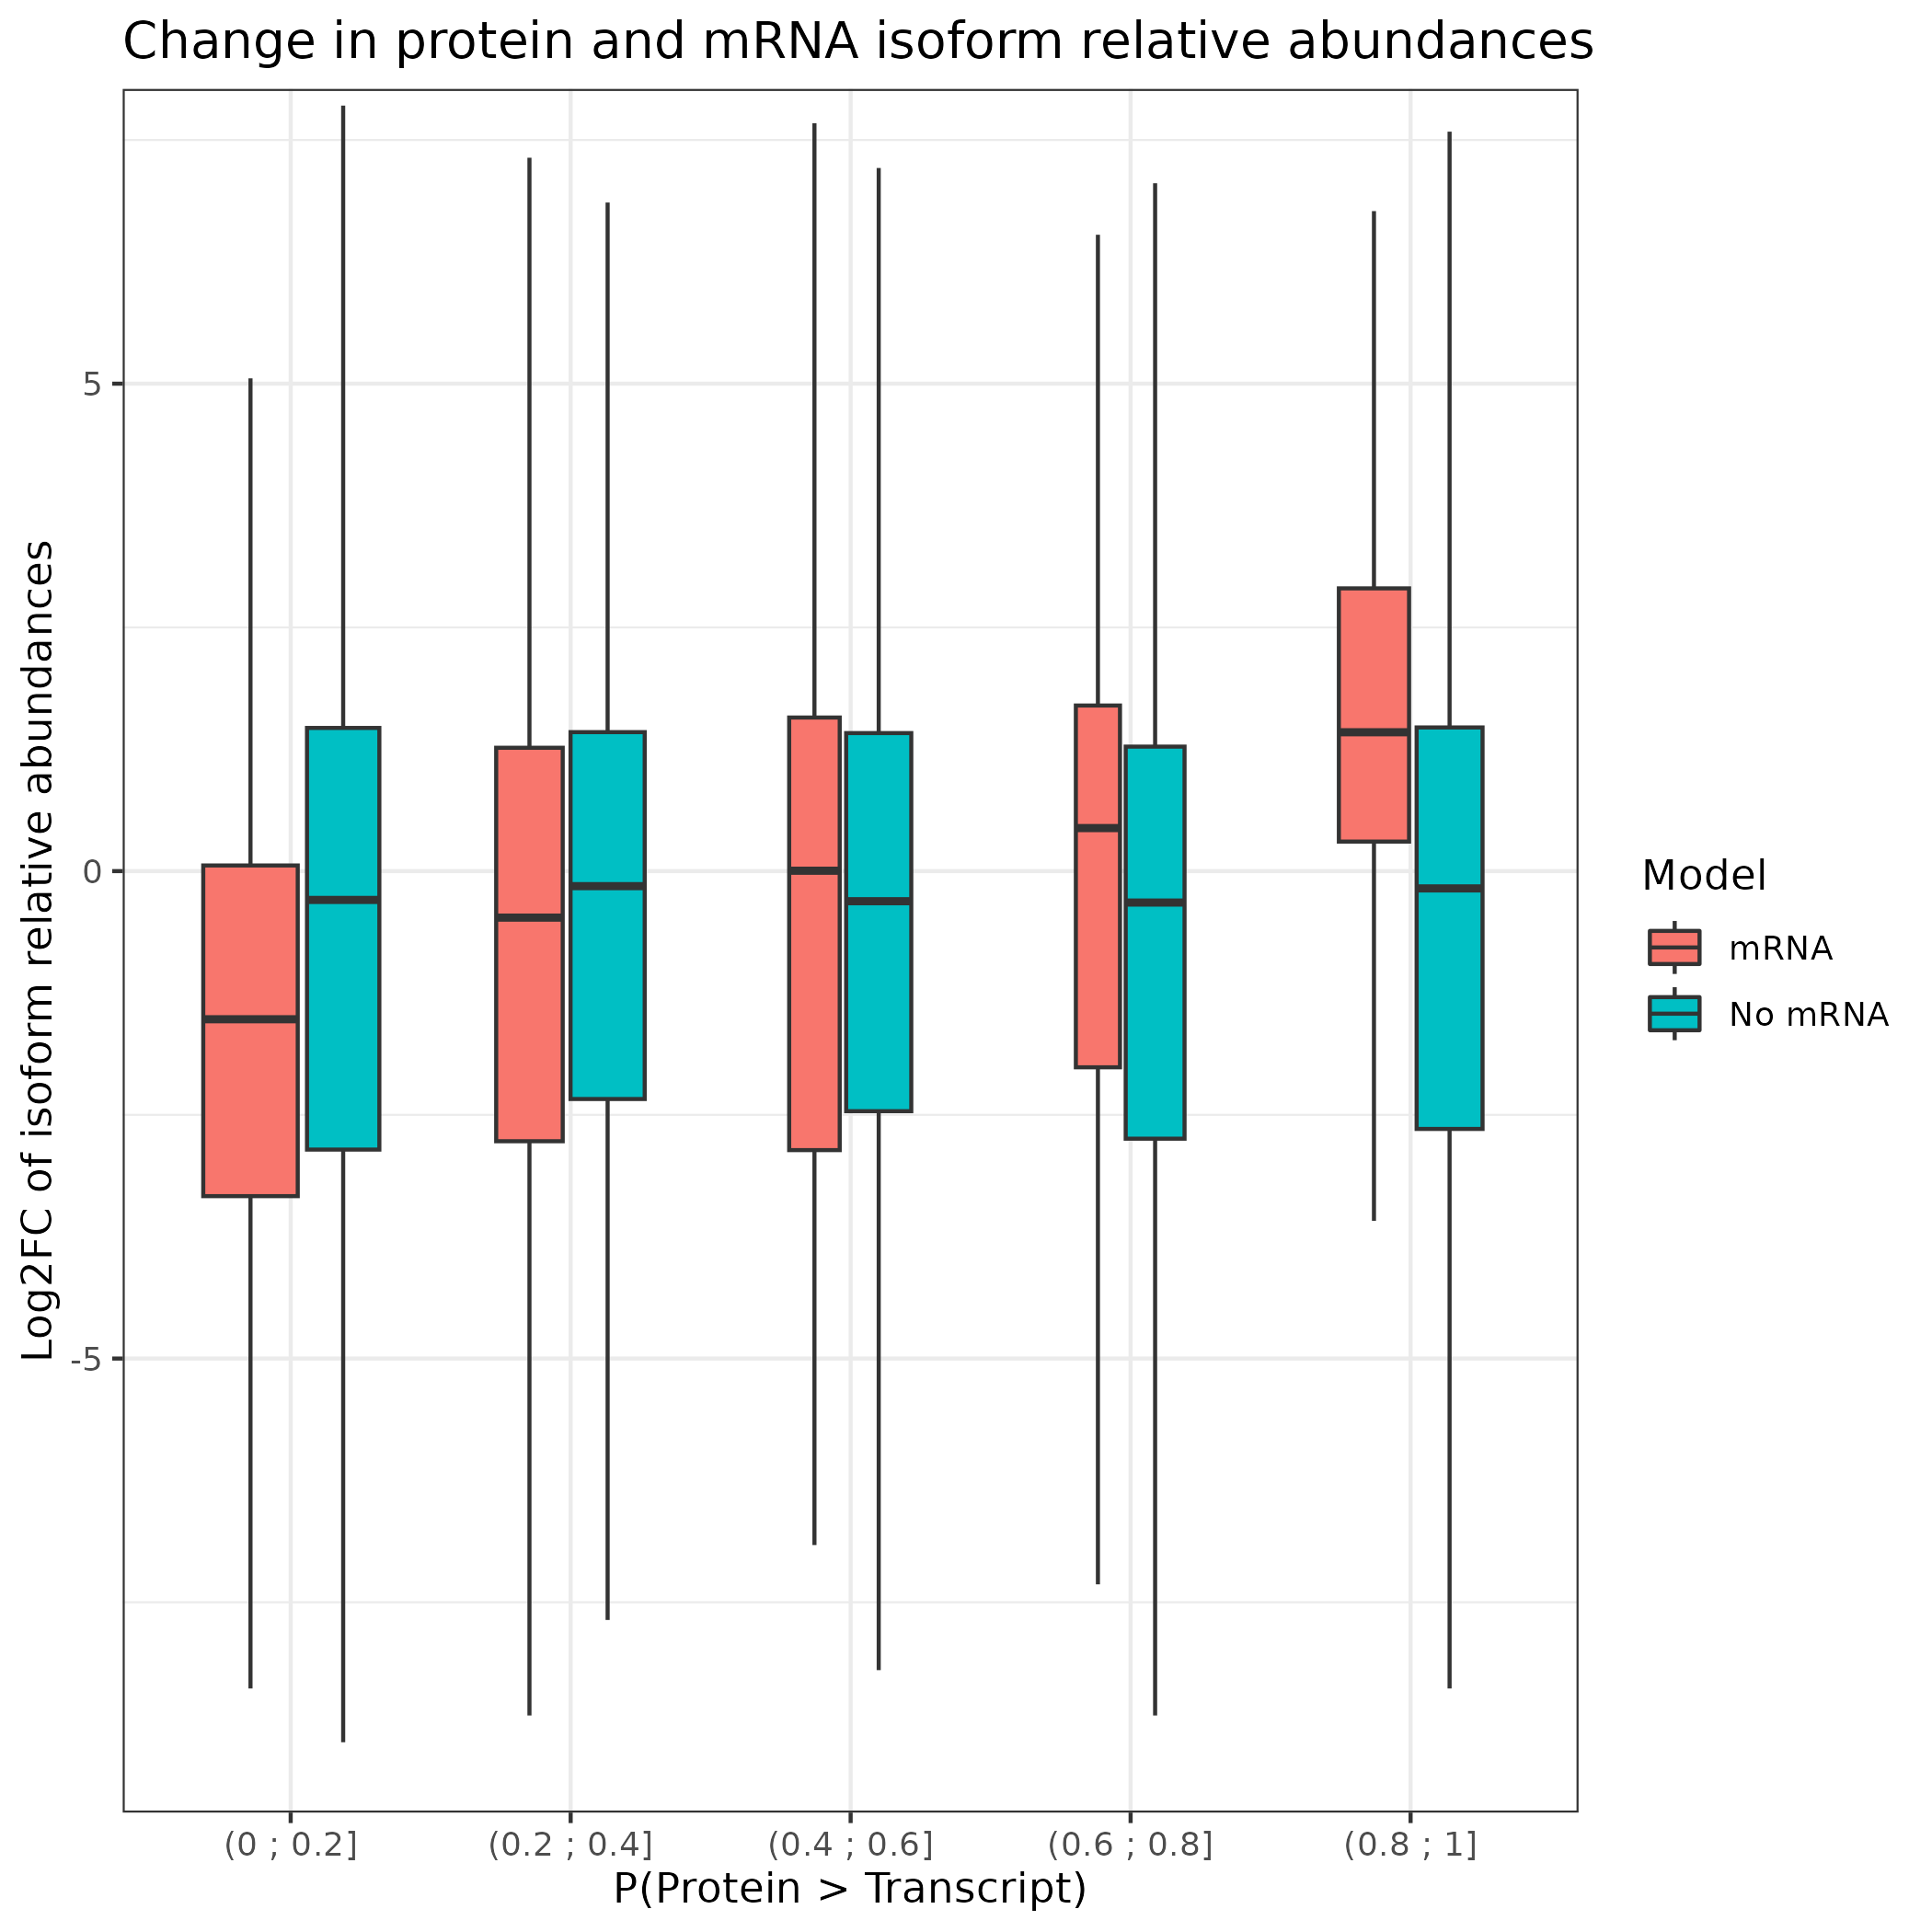 Change in protein and mRNA isoform relative abundances
Log2FC of isoform relative abundances
5
0
-5
(0 ; 0.2]
(0.2 ; 0.4]
(0.4 ; 0.6]
(0.6 ; 0.8]
(0.8 ; 1]
P(Protein > Transcript)
Model
mRNA
No mRNA